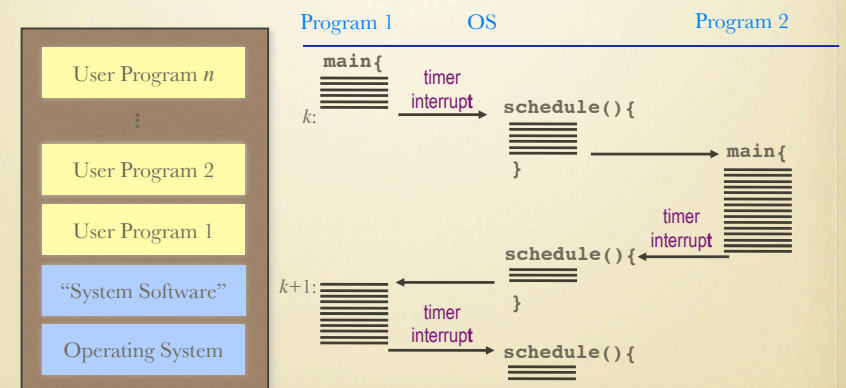 User Program n
⋮
User Program 2
User Program 1
“System Software”
Operating System
Program 1 OS Program 2
main{
timer
interrupt
k:
schedule(){
}
main{
timer
interrupt
schedule(){
k+1:
}
timer
interrupt
schedule(){